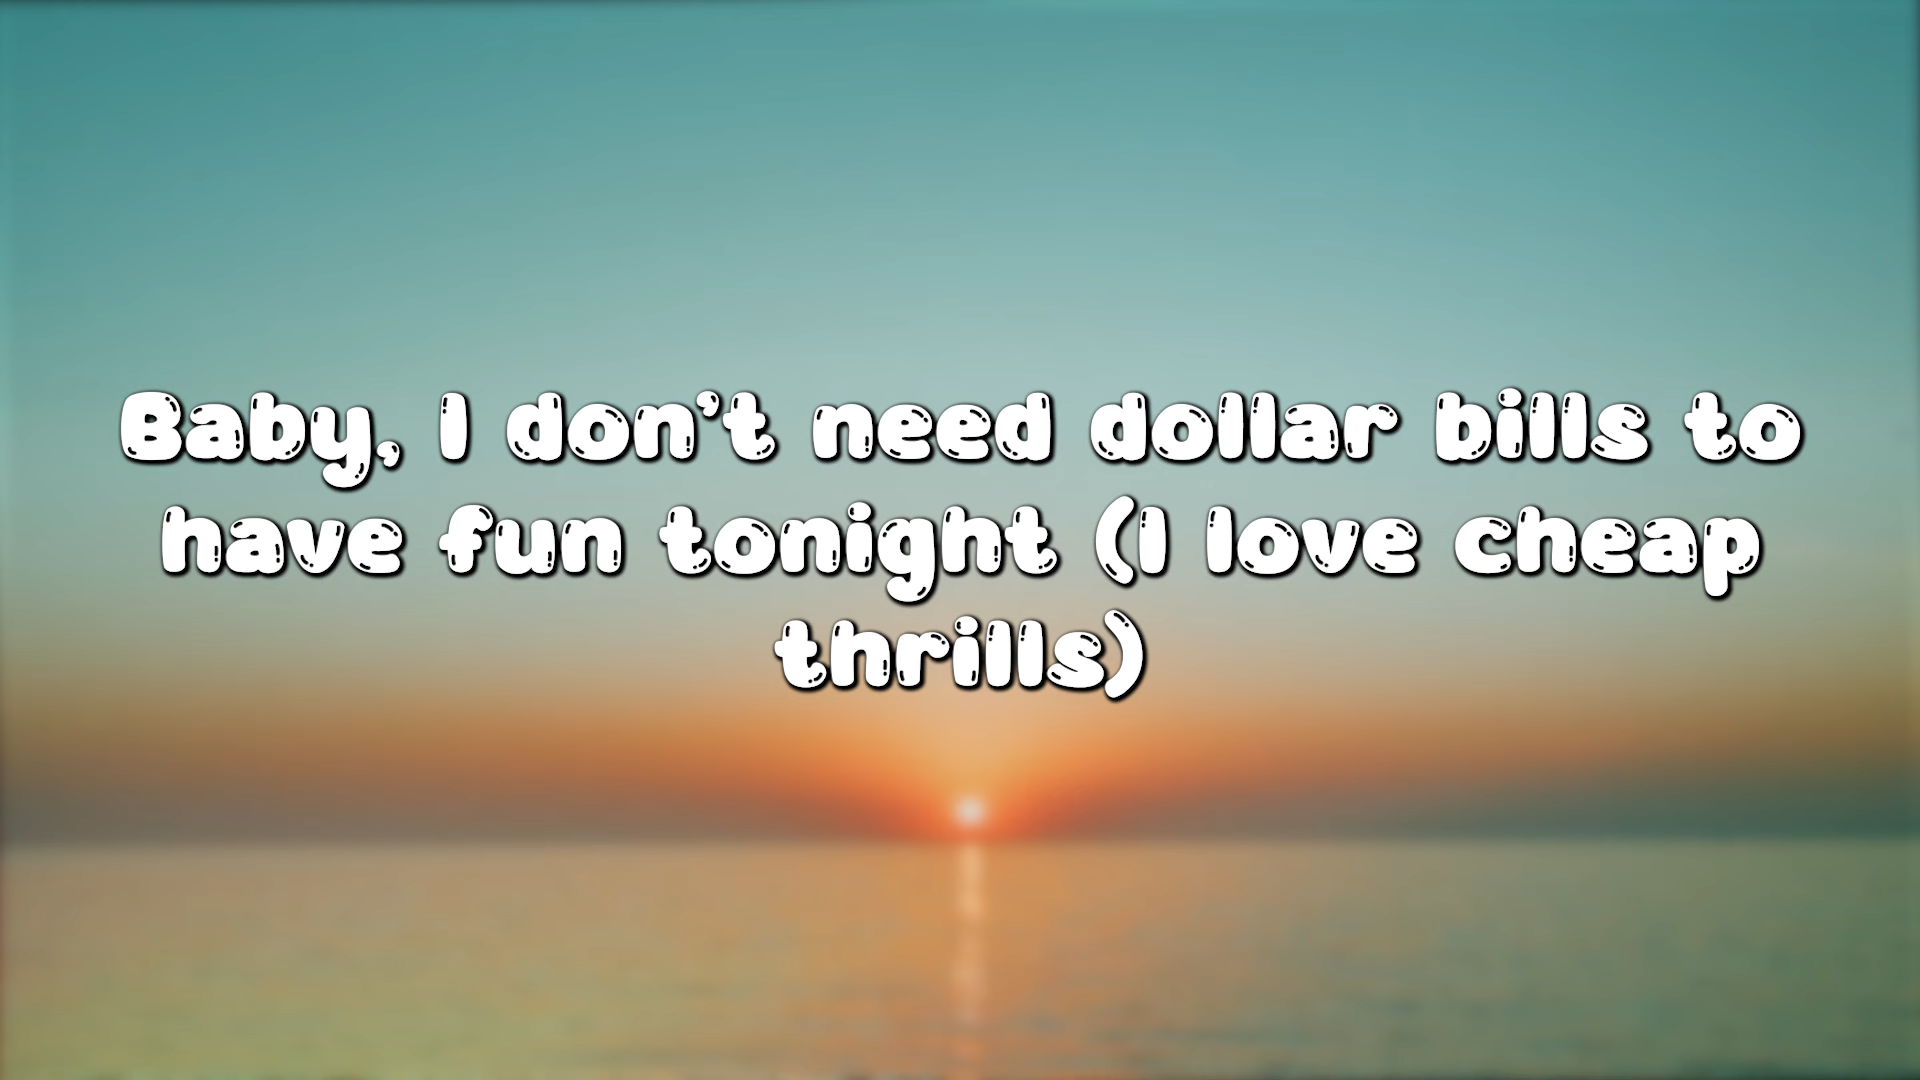 Baby, I don't need dollar bills to
have fun tonight (I love cheap
thrills)